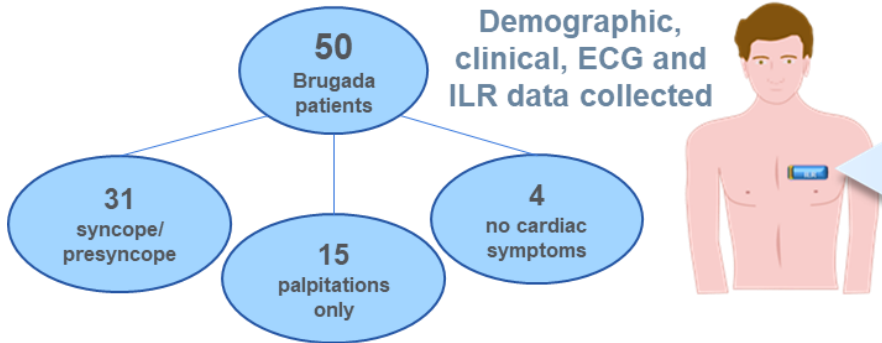 50
Brugada
patients
Demographic,
clinical, ECG and
ILR data collected
31
syncope/
presyncope
15
palpitations
only
4
no cardiac
symptoms